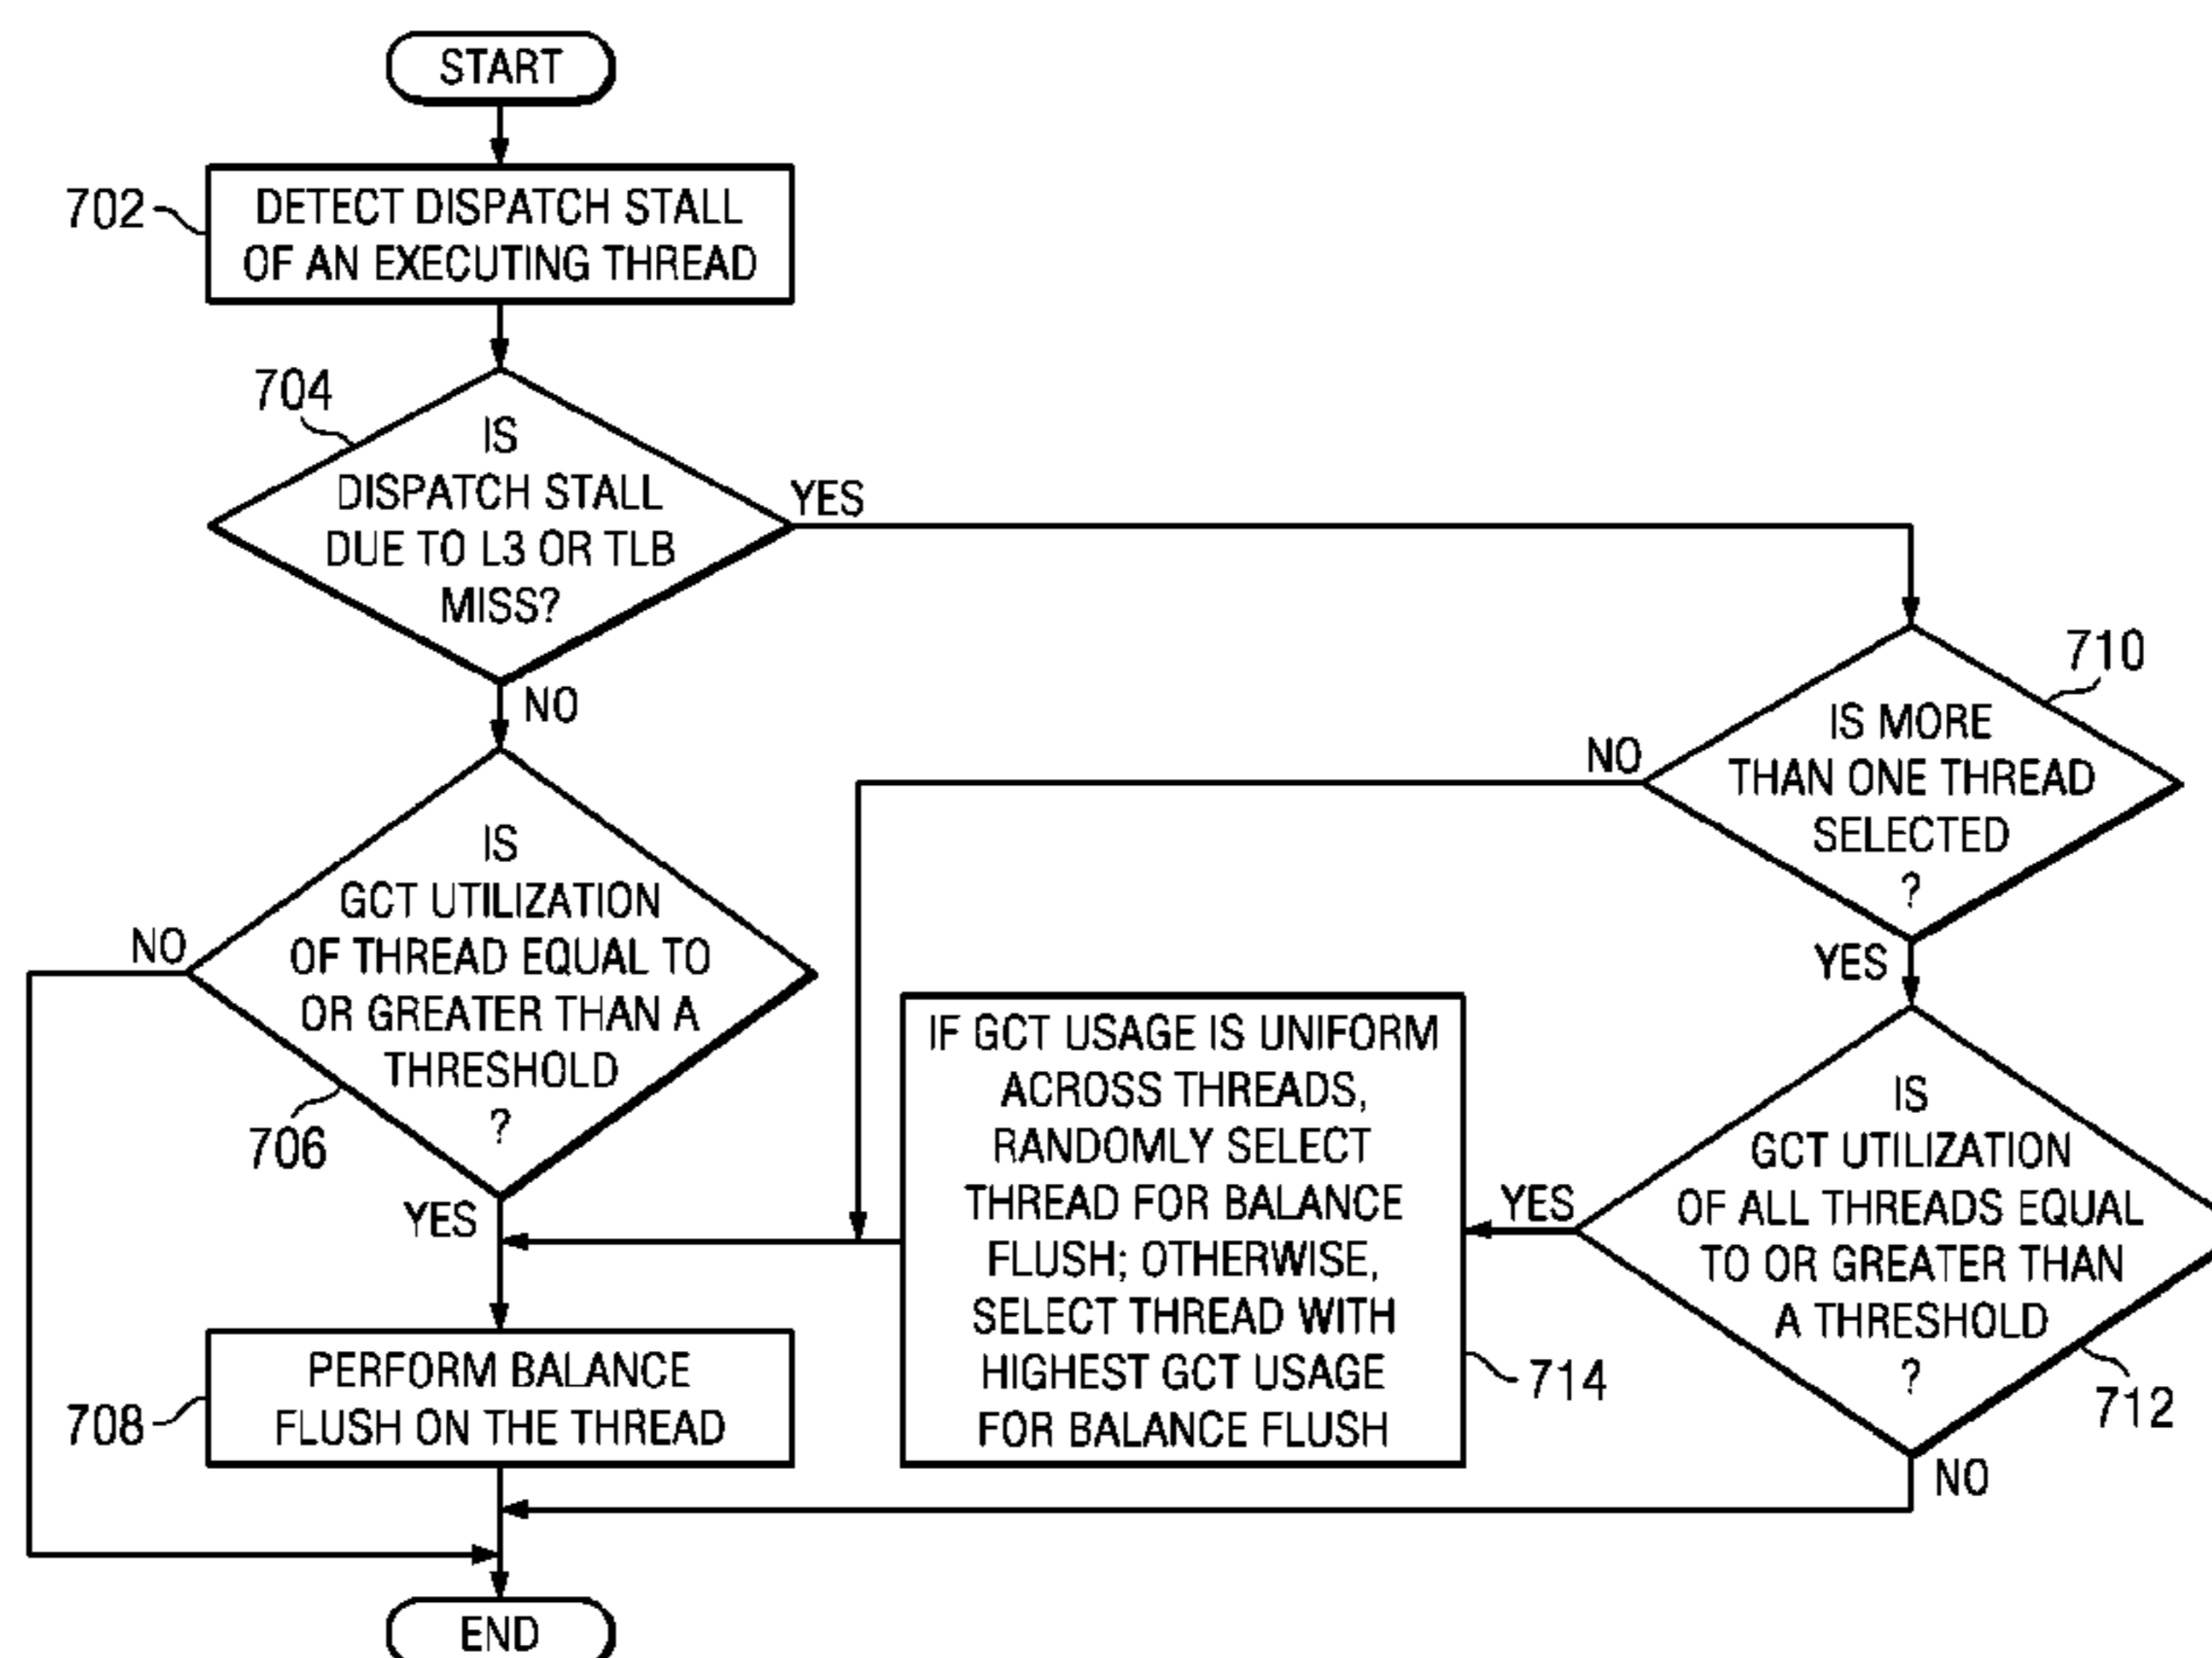 START
702
DETECT DISPATCH STALL
OF AN EXECUTING THREAD
704
IS
DISPATCH STALL
DUE TO L3 OR TLB
MISS?
YES
NO
710
IS MORE
THAN ONE THREAD
SELECTED
?
NO
YES
IS
GCT UTILIZATION
OF THREAD EQUAL TO
OR GREATER THAN A
THRESHOLD
?
NO
706
YES
IF GCT USAGE IS UNIFORM
ACROSS THREADS,
RANDOMLY SELECT
THREAD FOR BALANCE
FLUSH; OTHERWISE,
SELECT THREAD WITH
HIGHEST GCT USAGE
FOR BALANCE FLUSH
714
YES
IS
GCT UTILIZATION
OF ALL THREADS EQUAL
TO OR GREATER THAN
A THRESHOLD
?
712
NO
708
PERFORM BALANCE
FLUSH ON THE THREAD
END